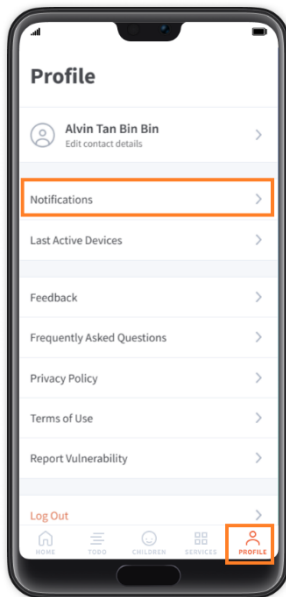 Profile
Alvin Tan Bin Bin
Edit contact details
Notifications
Last Active Devices
Feedback
Frequently Asked Questions
Privacy Policy
Terms of Use
Report Vulnerability
Log Out
HOME TODO CHILDREN SERVICES PROFILE